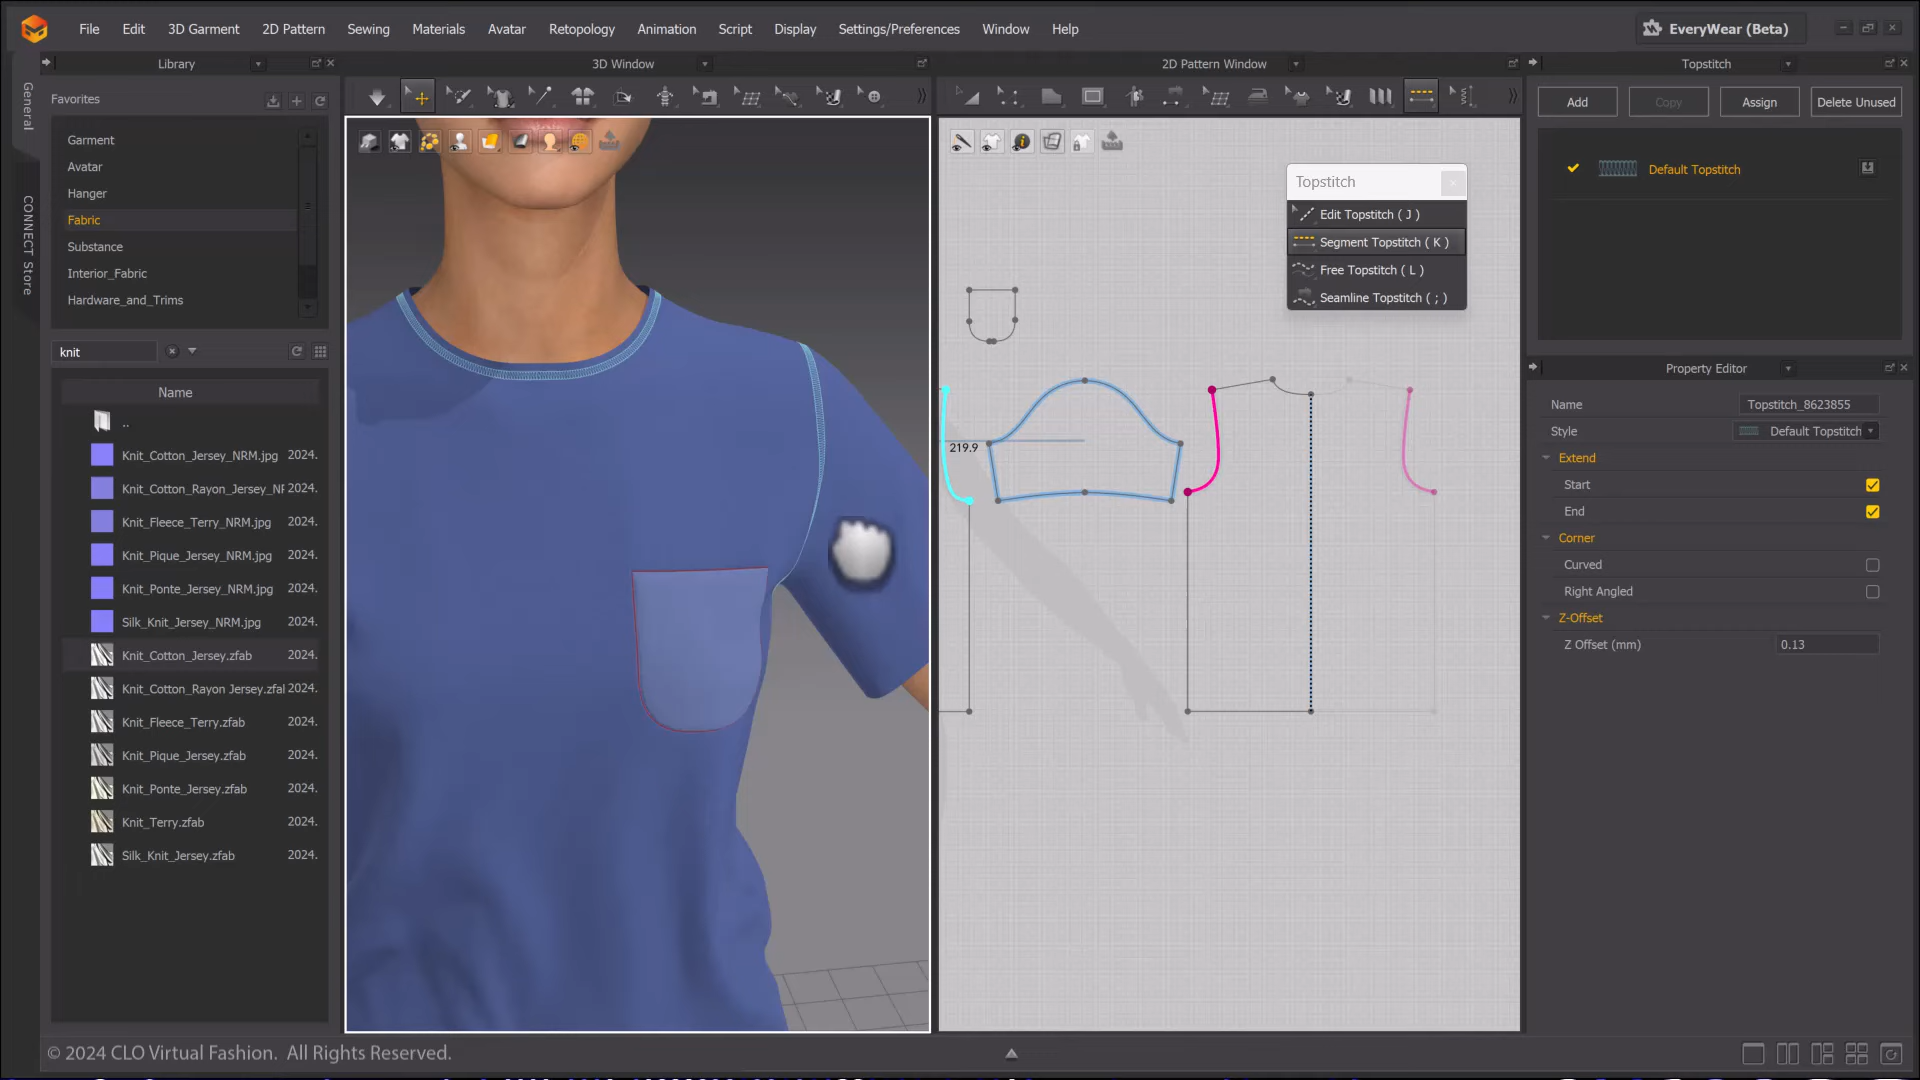 File Edit 3D Garment 2D Pattern Sewing Materials Avatar Retopology Animation Script Display Settings/Preferences Window Help EveryWear (Beta)
Library
3D Window
2D Pattern Window
Topstitch
General
CONNECT Store
Favorites
Garment
Avatar
Hanger
Fabric
Substance
Interior_Fabric
Hardware_and_Trims
knit
Name
..
Knit_Cotton_Jersey_NRM.jpg 2024.
Knit_Cotton_Rayon_Jersey_NF 2024.
Knit_Fleece_Terry_NRM.jpg 2024.
Knit_Pique_Jersey_NRM.jpg 2024.
Knit_Ponte_Jersey_NRM.jpg 2024.
Silk_Knit_Jersey_NRM.jpg 2024.
Knit_Cotton_Jersey.zfab 2024.
Knit_Cotton_Rayon Jersey.zfal 2024.
Knit_Fleece_Terry.zfab 2024.
Knit_Pique_Jersey.zfab 2024.
Knit_Ponte_Jersey.zfab 2024.
Knit_Terry.zfab 2024.
Silk_Knit_Jersey.zfab 2024.
Topstitch
Edit Topstitch ( J )
Segment Topstitch ( K )
Free Topstitch ( L )
Seamline Topstitch ( ; )
219.9
Add Copy Assign Delete Unused
Default Topstitch
Property Editor
Name Topstitch_8623855
Style Default Topstitch
Extend
Start
End
Corner
Curved
Right Angled
Z-Offset
Z Offset (mm) 0.13
© 2024 CLO Virtual Fashion. All Rights Reserved.